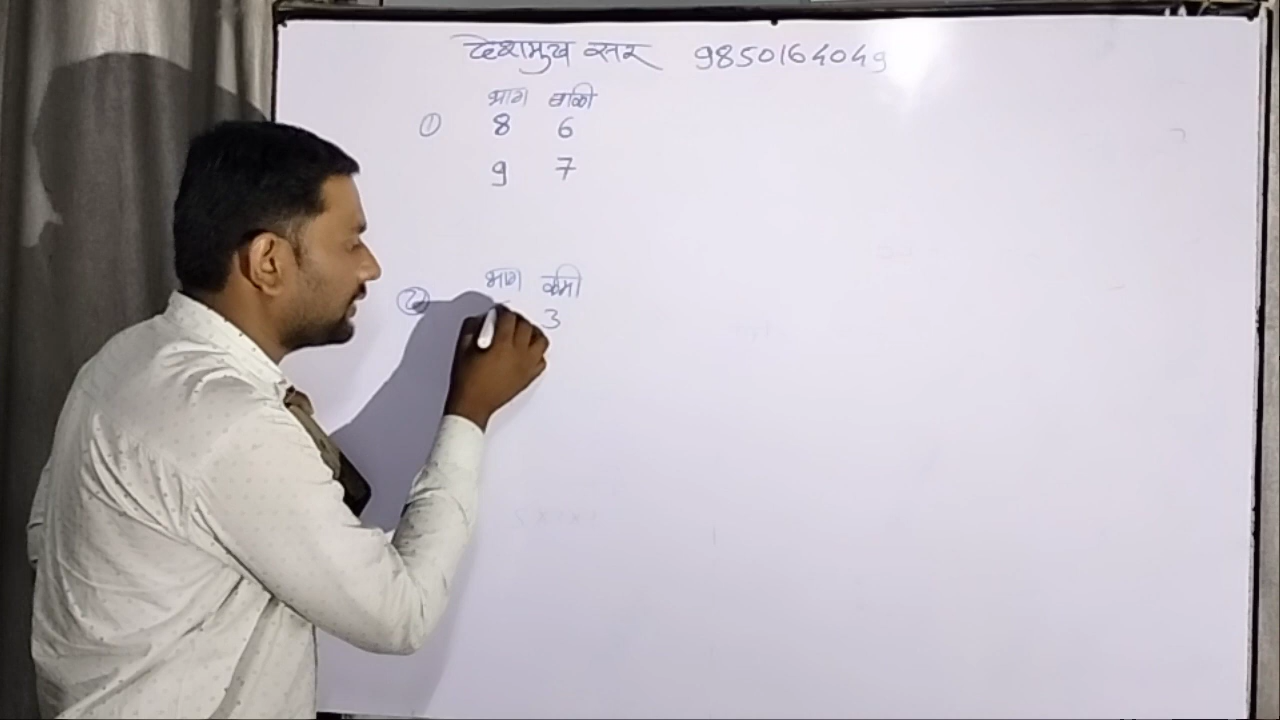 देशमुख सर 9850164049
भाग बाकी
① 8 6
9 7
भाग कमी
② 3